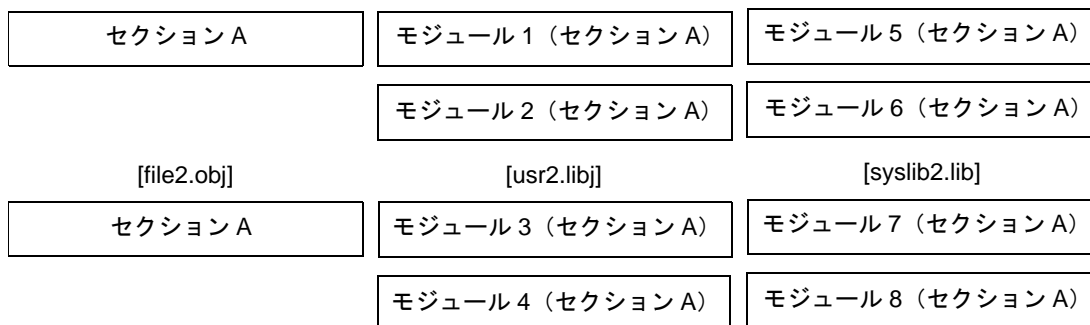 セクション A
モジュール 1（セクション A）
モジュール 5（セクション A）
モジュール 2（セクション A）
モジュール 6（セクション A）
[file2.obj]
[usr2.libj]
[syslib2.lib]
セクション A
モジュール 3（セクション A）
モジュール 7（セクション A）
モジュール 4（セクション A）
モジュール 8（セクション A）